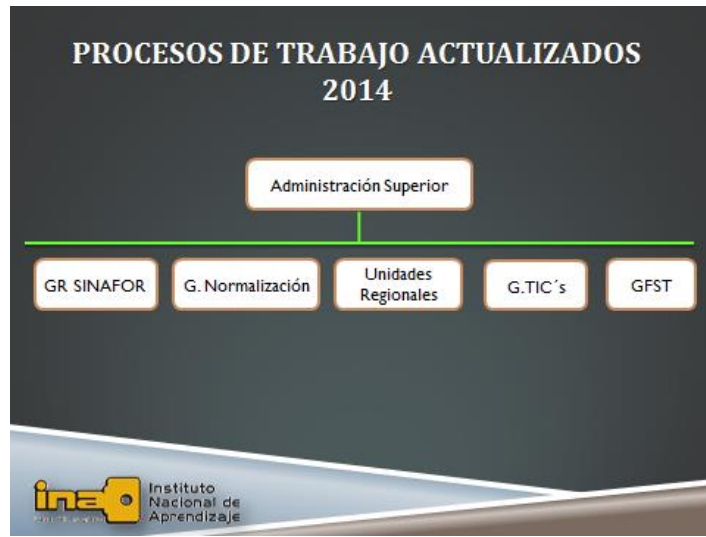 PROCESOS DE TRABAJO ACTUALIZADOS
2014
Administración Superior
GR SINAFOR
G. Normalización
Unidades
Regionales
G.TIC´s
GFST
ina
Instituto
Nacional de
Aprendizaje